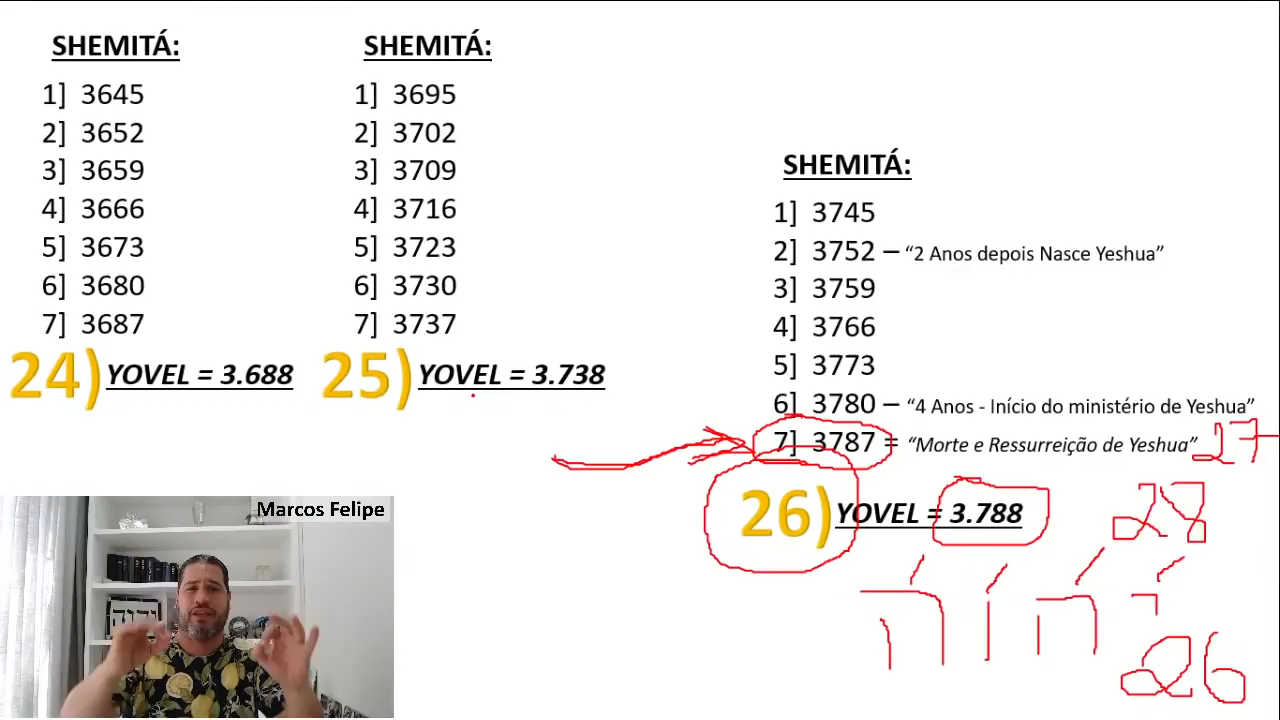 SHEMITÁ:
1] 3645
2] 3652
3] 3659
4] 3666
5] 3673
6] 3680
7] 3687
24) YOVEL = 3.688
SHEMITÁ:
1] 3695
2] 3702
3] 3709
4] 3716
5] 3723
6] 3730
7] 3737
25) YOVEL = 3.738
SHEMITÁ:
1] 3745
2] 3752 – “2 Anos depois Nasce Yeshua”
3] 3759
4] 3766
5] 3773
6] 3780 – “4 Anos - Início do ministério de Yeshua”
7] 3787 = “Morte e Ressurreição de Yeshua” 27
26) YOVEL = 3.788
28
יהוה
26
Marcos Felipe
יהוה